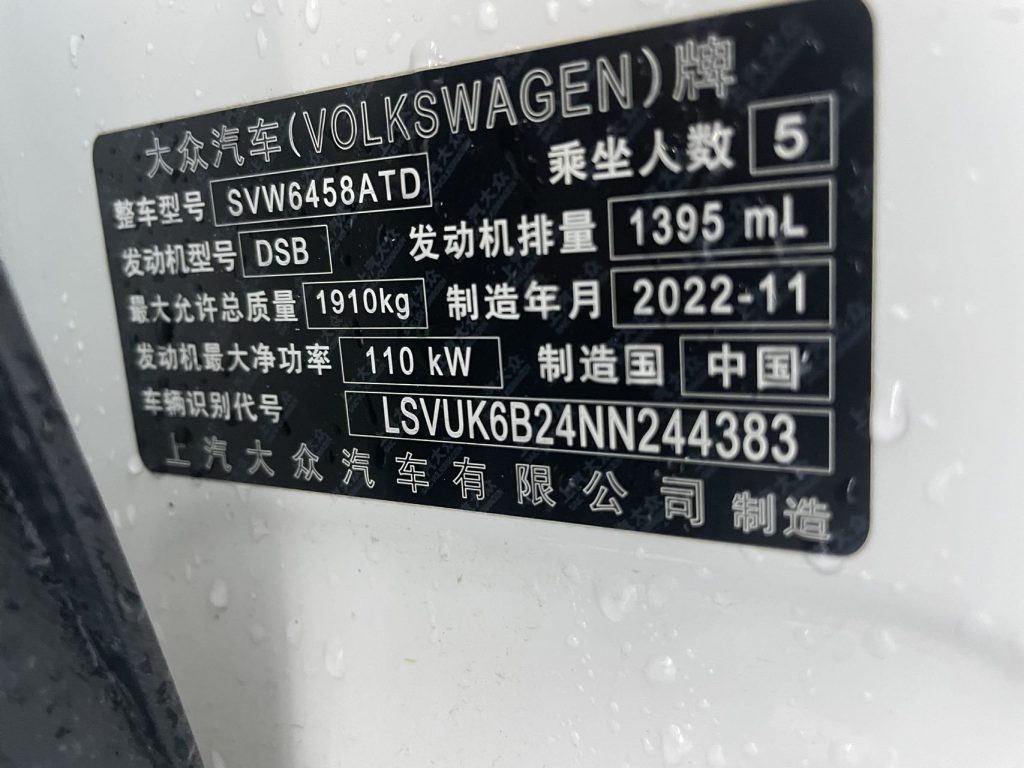 大众汽车(VOLKSWAGEN)牌
整车型号 SVW6458ATD 乘坐人数 5
发动机型号 DSB 发动机排量 1395 mL
最大允许总质量 1910kg 制造年月 2022-11
发动机最大净功率 110 kW 制造国 中国
车辆识别代号 LSVUK6B24NN244383
上汽大众汽车有限公司 制造